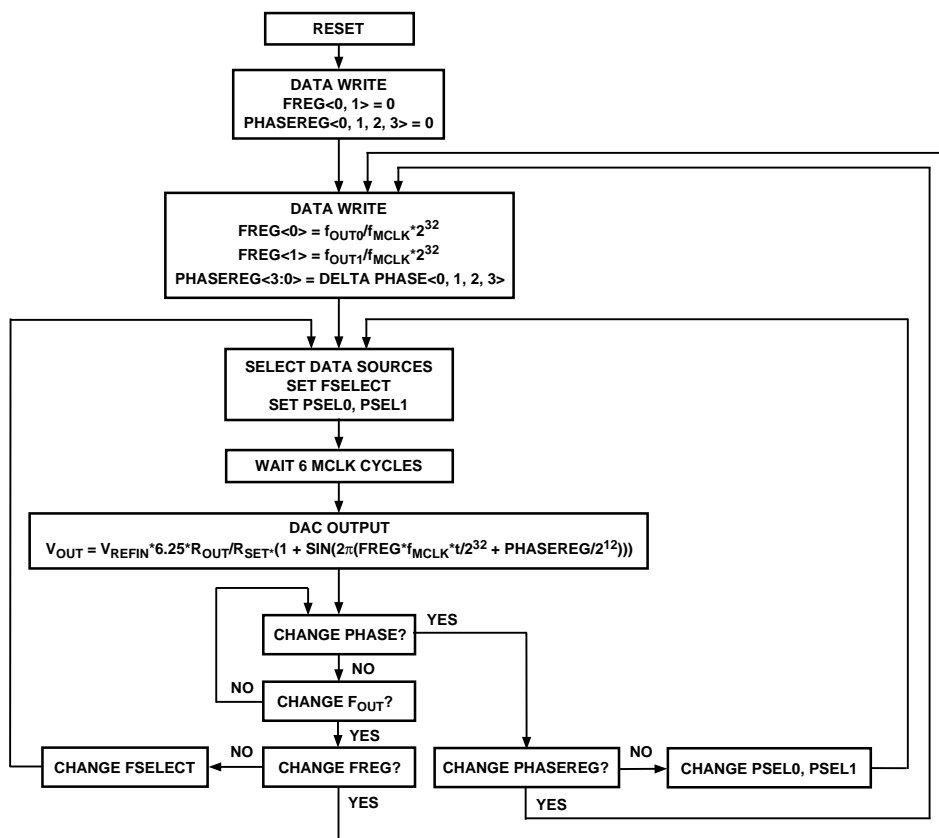 RESET
DATA WRITE
FREG<0, 1> = 0
PHASEREG<0, 1, 2, 3> = 0
DATA WRITE
FREG<0> = fOUT0/fMCLK*2^32
FREG<1> = fOUT1/fMCLK*2^32
PHASEREG<3:0> = DELTA PHASE<0, 1, 2, 3>
SELECT DATA SOURCES
SET FSELECT
SET PSEL0, PSEL1
WAIT 6 MCLK CYCLES
DAC OUTPUT
VOUT = VREFIN*6.25*ROUT/RSET*(1 + SIN(2π(FREG*fMCLK*t/2^32 + PHASEREG/2^12)))
CHANGE PHASE?
YES
NO
NO
CHANGE FOUT?
YES
CHANGE FSELECT
NO
CHANGE FREG?
YES
CHANGE PHASEREG?
NO
CHANGE PSEL0, PSEL1
YES